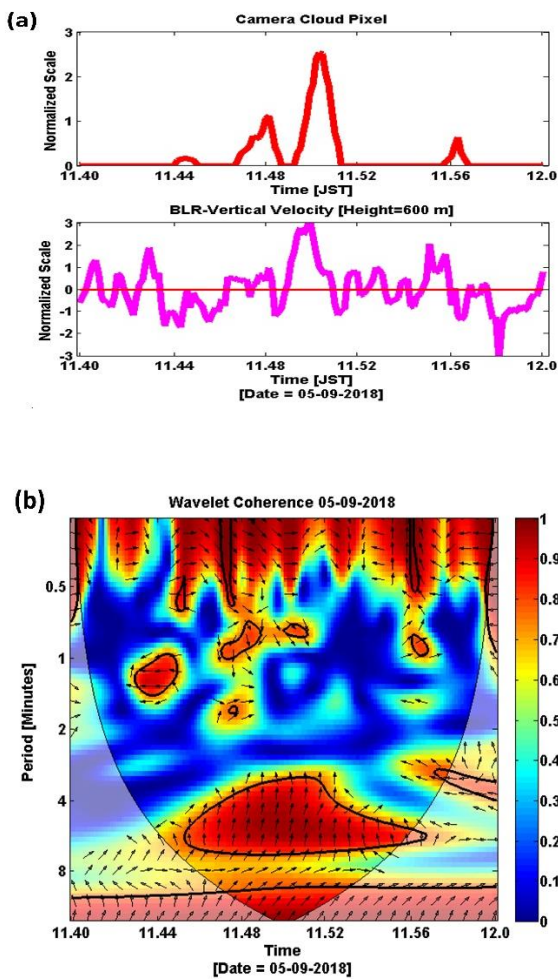 (a)
Camera Cloud Pixel
Normalized Scale
3
2
1
0
11.40 11.44 11.48 11.52 11.56 12.0
Time [JST]
BLR-Vertical Velocity [Height=600 m]
Normalized Scale
3
2
1
0
-1
-2
-3
11.40 11.44 11.48 11.52 11.56 12.0
Time [JST]
[Date = 05-09-2018]
(b)
Wavelet Coherence 05-09-2018
Period [Minutes]
0.5
1
2
4
8
11.40 11.44 11.48 11.52 11.56 12.0
Time
[Date = 05-09-2018]
1
0.9
0.8
0.7
0.6
0.5
0.4
0.3
0.2
0.1
0